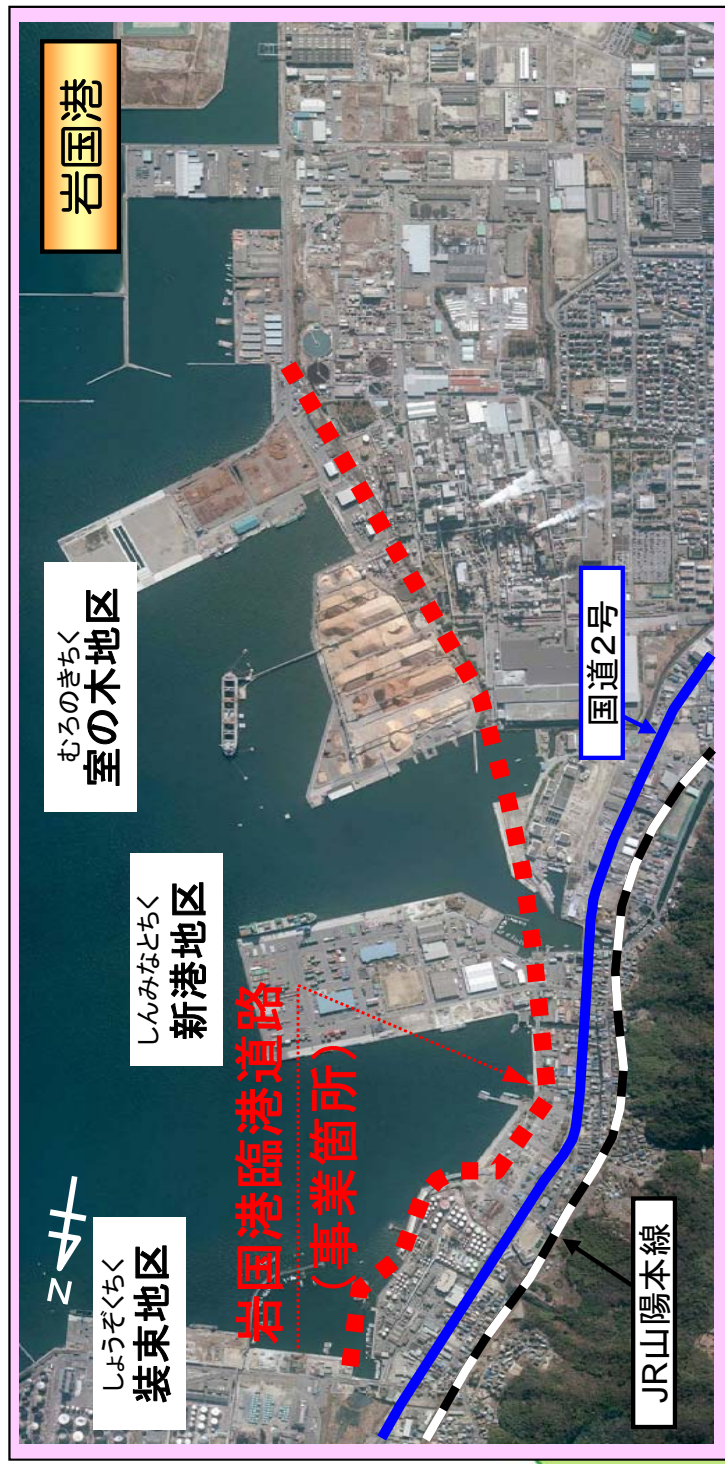 岩国港
むろのきちく
室の木地区
しんみなとちく
新港地区
しょうぞくちく
装束地区
N
岩国港臨港道路
（事業箇所）
国道2号
JR山陽本線